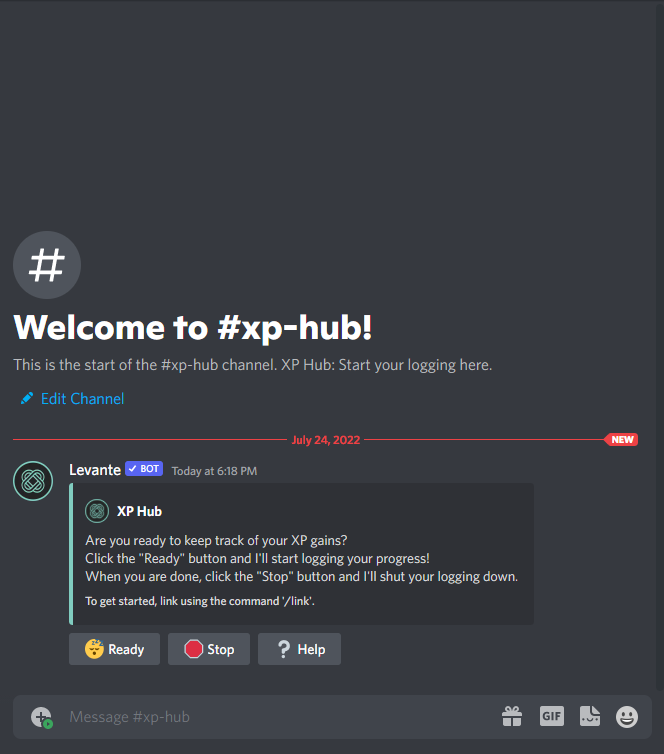 Welcome to #xp-hub!
This is the start of the #xp-hub channel. XP Hub: Start your logging here.
Edit Channel
July 24, 2022 NEW
Levante BOT Today at 6:18 PM
XP Hub
Are you ready to keep track of your XP gains?
Click the "Ready" button and I'll start logging your progress!
When you are done, click the "Stop" button and I'll shut your logging down.
To get started, link using the command '/link'.
Ready Stop Help
Message #xp-hub GIF